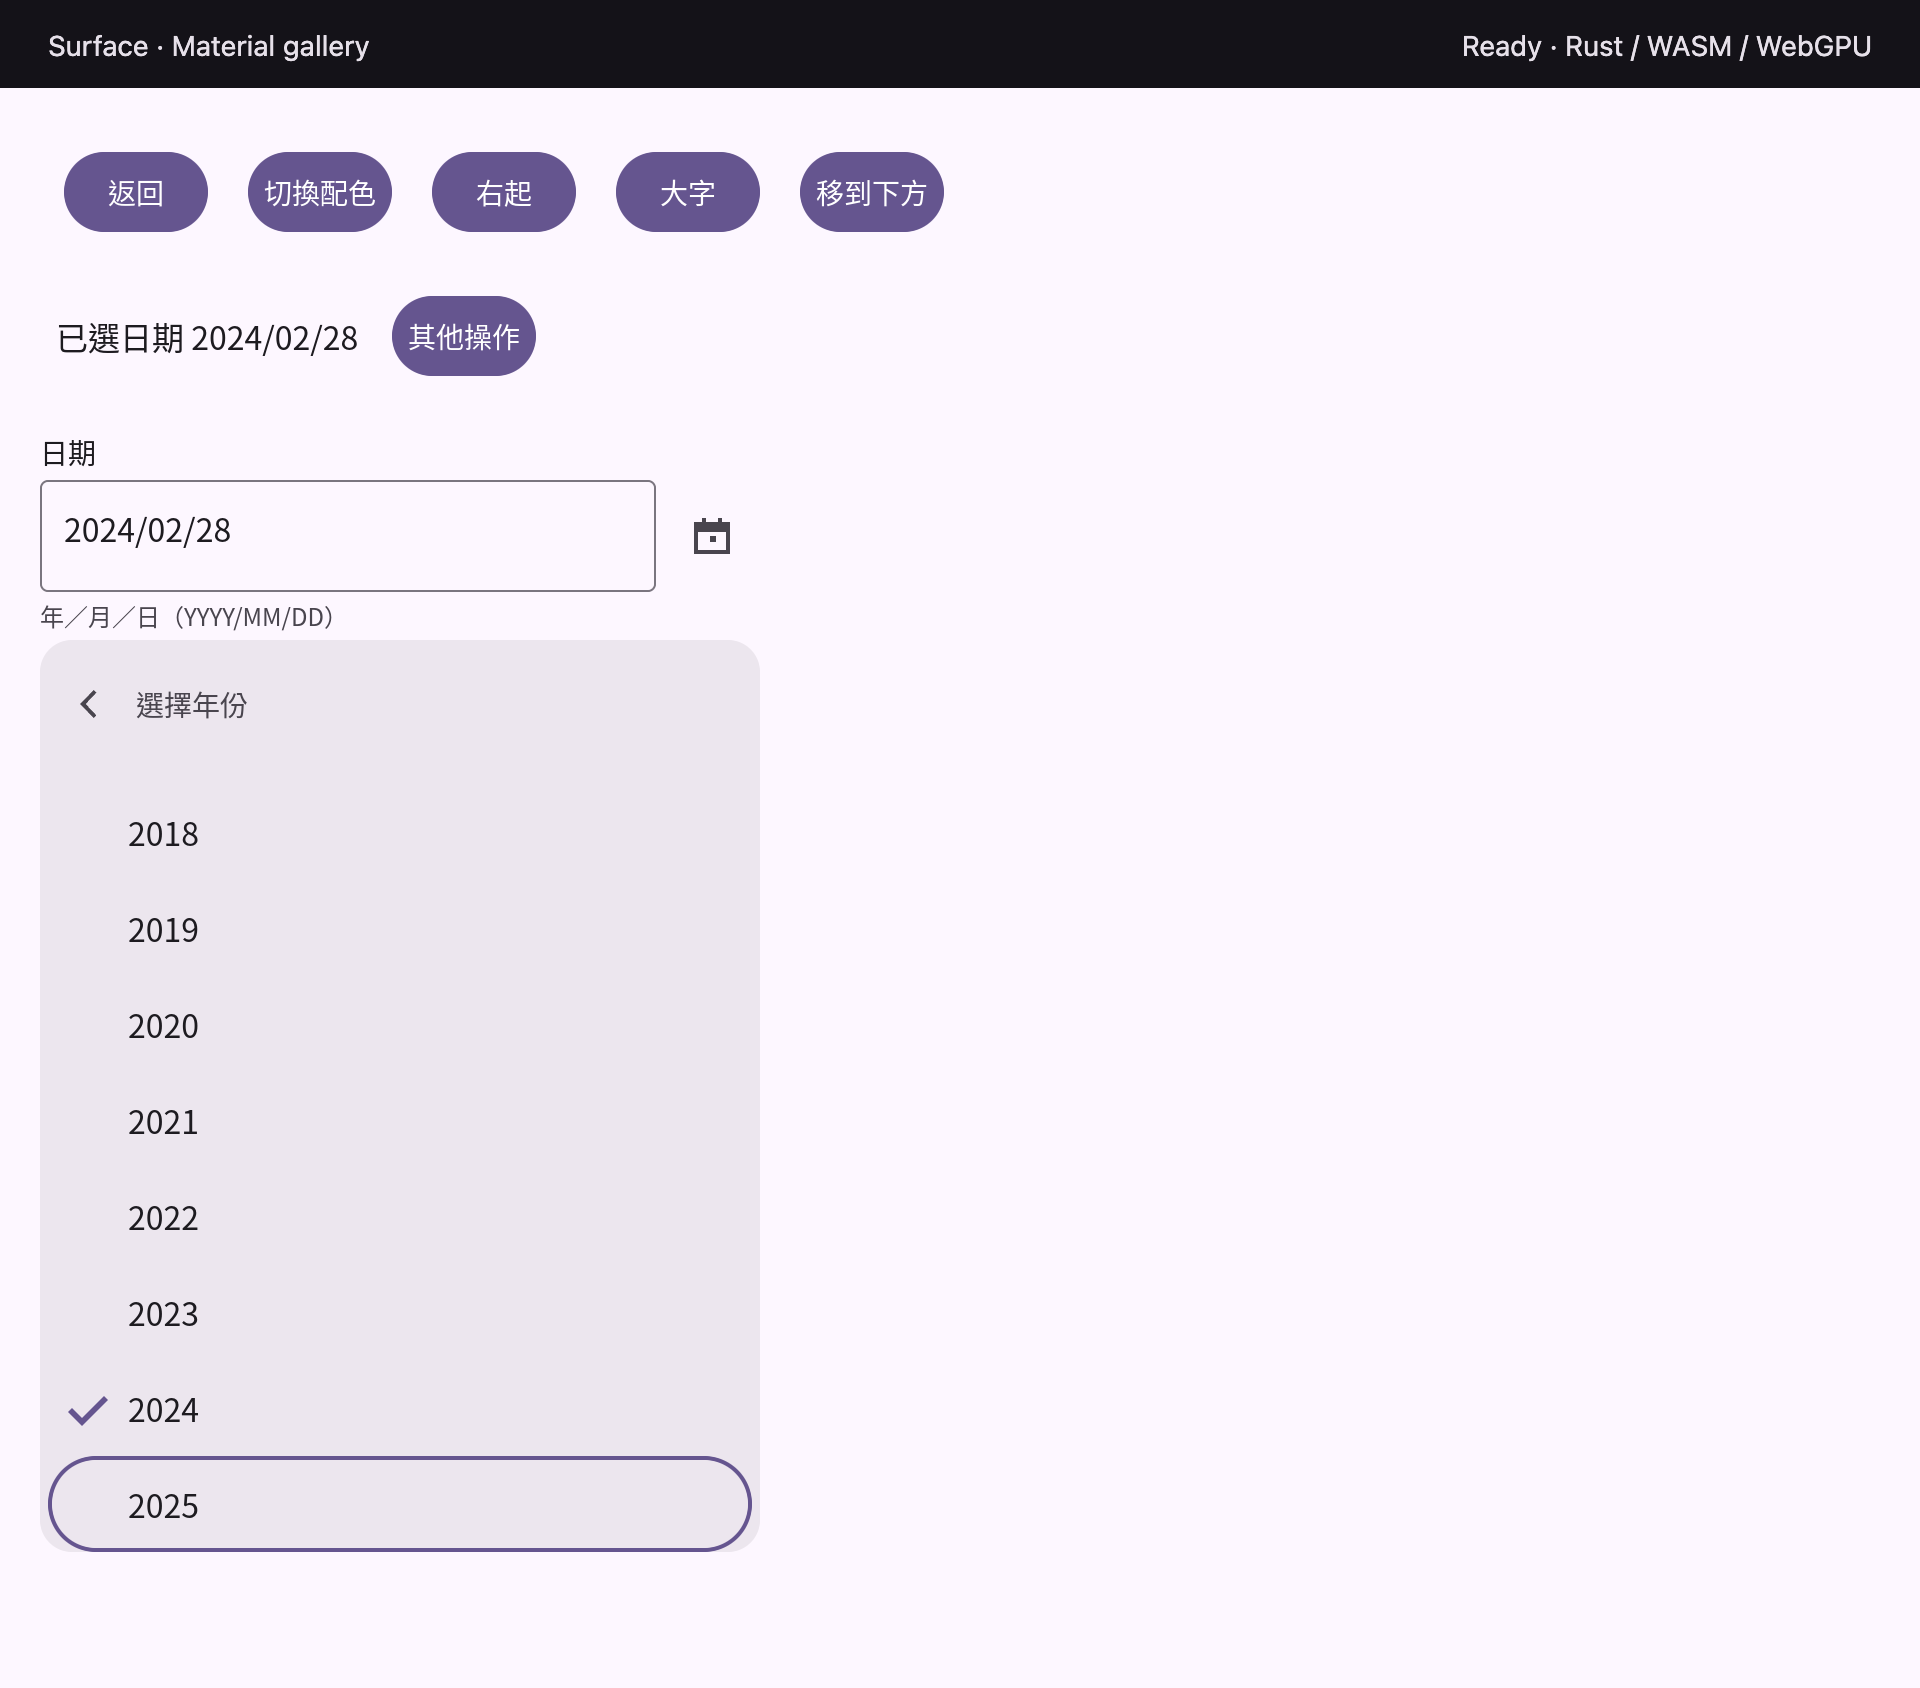 Surface · Material gallery
Ready · Rust / WASM / WebGPU
返回
切換配色
右起
大字
移到下方
已選日期 2024/02/28
其他操作
日期
2024/02/28
年／月／日（YYYY/MM/DD）
選擇年份
2018
2019
2020
2021
2022
2023
2024
2025